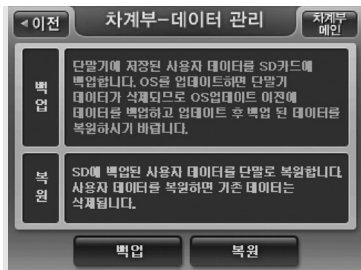 이전
차계부-데이터 관리
차계부
메인
백업
단말기에 저장된 사용자 데이터를 SD카드에
백업합니다. OS를 업데이트하면 단말기
데이터가 삭제되므로 OS업데이트 이전에
데이터를 백업하고 업데이트 후 백업 된 데이터를
복원하시기 바랍니다.
복원
SD에 백업된 사용자 데이터를 단말로 복원합니다.
사용자 데이터를 복원하면 기존 데이터는
삭제됩니다.
백업
복원